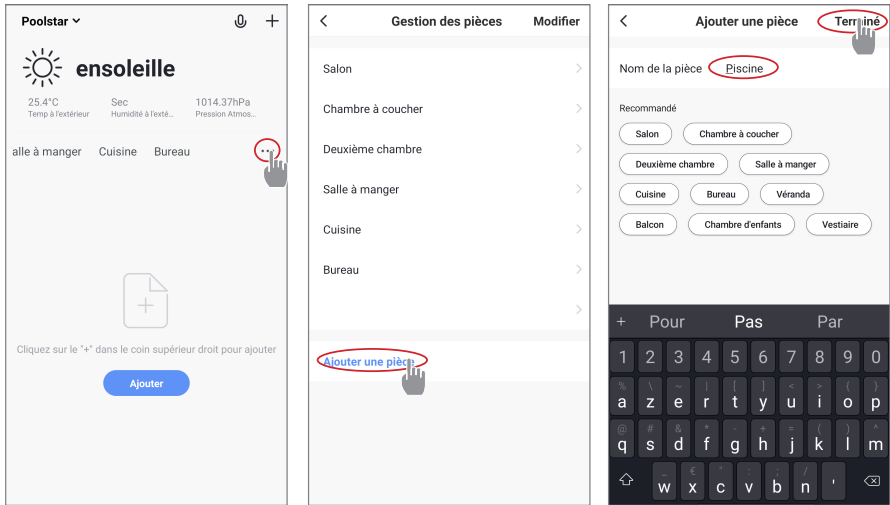 Poolstar
ensoleille
25.4°C Sec 1014.37hPa
Temp à l'extérieur Humidité à l'exté... Pression Atmos...
alle à manger Cuisine Bureau ...
Cliquez sur le "+" dans le coin supérieur droit pour ajouter
Ajouter
Gestion des pièces Modifier
Salon
Chambre à coucher
Deuxième chambre
Salle à manger
Cuisine
Bureau
Ajouter une pièce
Ajouter une pièce Terminé
Nom de la pièce Piscine
Recommandé
Salon Chambre à coucher
Deuxième chambre Salle à manger
Cuisine Bureau Véranda
Balcon Chambre d'enfants Vestiaire
+ Pour Pas Par
1 2 3 4 5 6 7 8 9 0
% \ ~ | [ ] < > { }
a z e r t y u i o p
@ # & * - + = ( ) ^
q s d f g h j k l m
_ € " ' : ; /
w x c v b n '